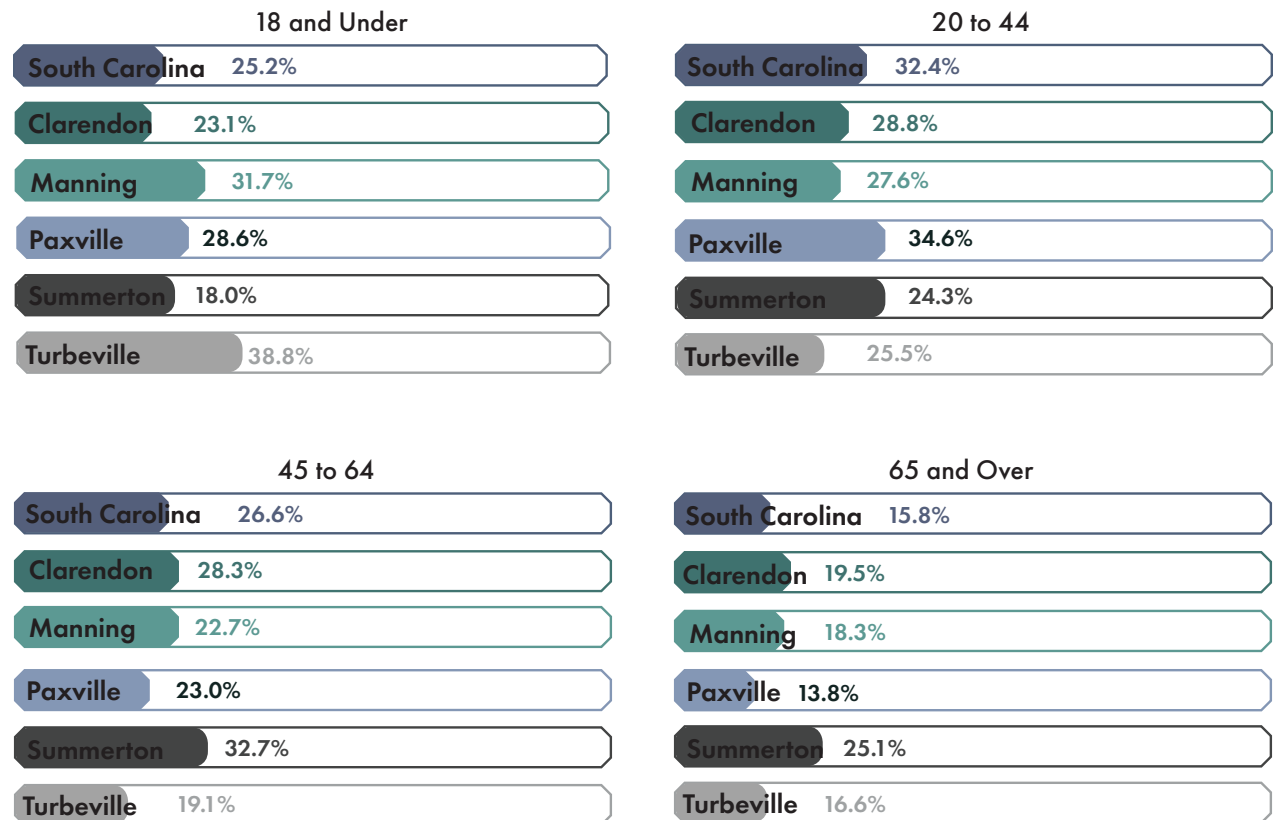 18 and Under
South Carolina 25.2%
Clarendon 23.1%
Manning 31.7%
Paxville 28.6%
Summerton 18.0%
Turbeville 38.8%
20 to 44
South Carolina 32.4%
Clarendon 28.8%
Manning 27.6%
Paxville 34.6%
Summerton 24.3%
Turbeville 25.5%
45 to 64
South Carolina 26.6%
Clarendon 28.3%
Manning 22.7%
Paxville 23.0%
Summerton 32.7%
Turbeville 19.1%
65 and Over
South Carolina 15.8%
Clarendon 19.5%
Manning 18.3%
Paxville 13.8%
Summerton 25.1%
Turbeville 16.6%